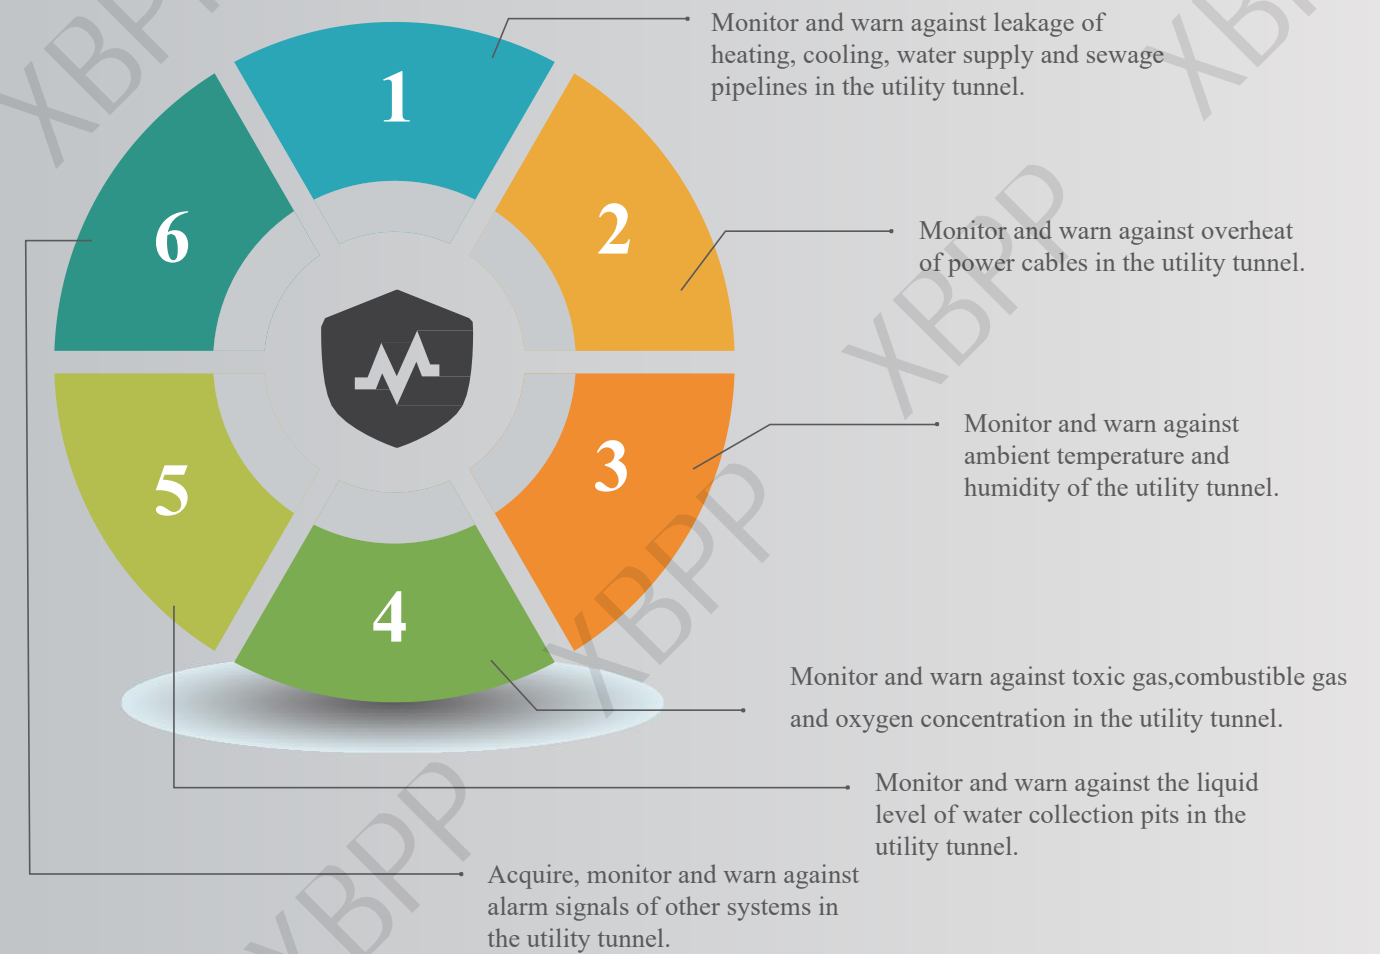 1
Monitor and warn against leakage of
heating, cooling, water supply and sewage
pipelines in the utility tunnel.
2
Monitor and warn against overheat
of power cables in the utility tunnel.
3
Monitor and warn against
ambient temperature and
humidity of the utility tunnel.
4
Monitor and warn against toxic gas,combustible gas
and oxygen concentration in the utility tunnel.
5
Monitor and warn against the liquid
level of water collection pits in the
utility tunnel.
6
Acquire, monitor and warn against
alarm signals of other systems in
the utility tunnel.
XBPP
XBPP
XBPP
XBPP
XBPP